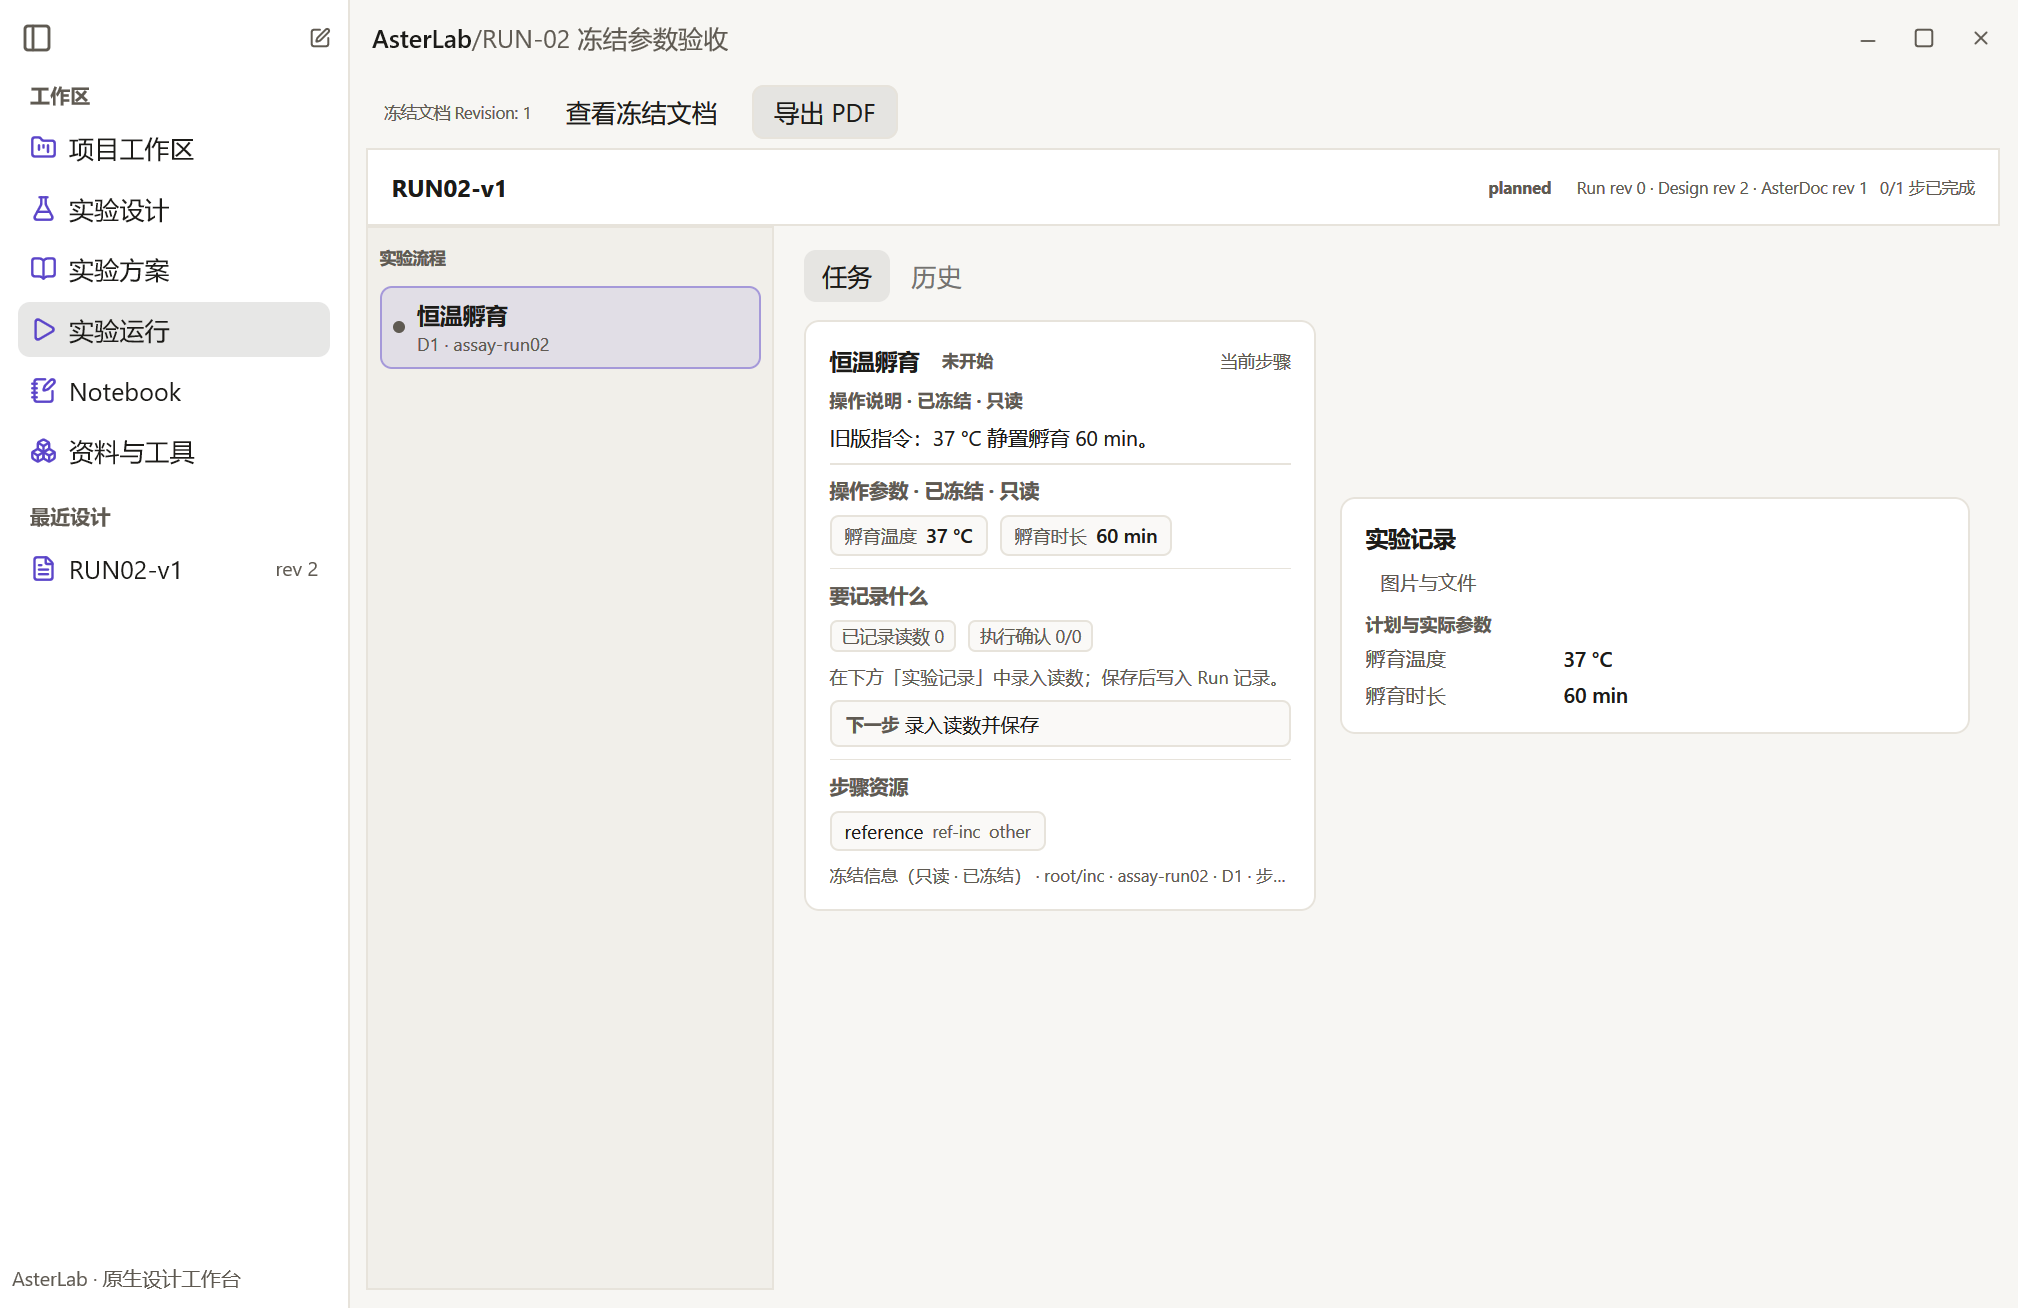 AsterLab/RUN-02 冻结参数验收
工作区
项目工作区
实验设计
实验方案
实验运行
Notebook
资料与工具
最近设计
RUN02-v1 rev 2
AsterLab · 原生设计工作台
冻结文档 Revision: 1 查看冻结文档 导出 PDF
RUN02-v1 planned Run rev 0 · Design rev 2 · AsterDoc rev 1 0/1 步已完成
实验流程
恒温孵育
D1 · assay-run02
任务 历史
恒温孵育 未开始 当前步骤
操作说明 · 已冻结 · 只读
旧版指令：37 °C 静置孵育 60 min。
操作参数 · 已冻结 · 只读
孵育温度 37 °C 孵育时长 60 min
要记录什么
已记录读数 0 执行确认 0/0
在下方「实验记录」中录入读数；保存后写入 Run 记录。
下一步 录入读数并保存
步骤资源
reference ref-inc other
冻结信息（只读 · 已冻结） · root/inc · assay-run02 · D1 · 步...
实验记录
图片与文件
计划与实际参数
孵育温度 37 °C
孵育时长 60 min